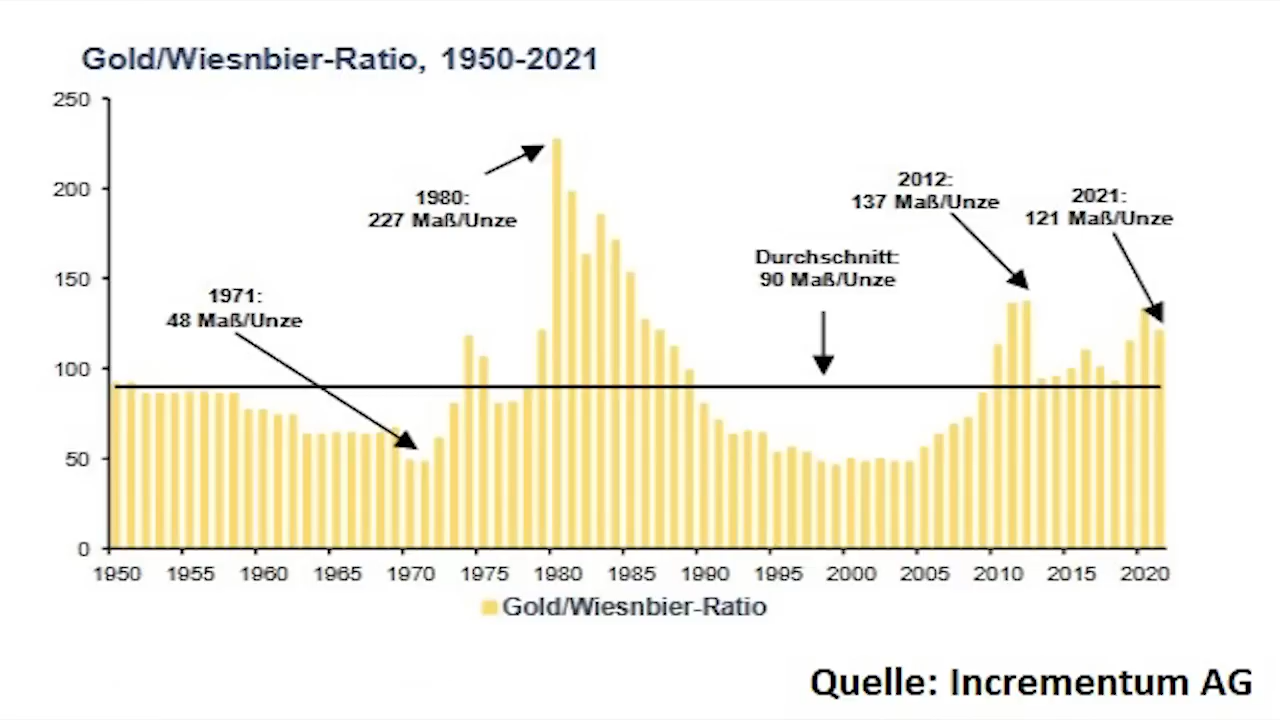 Gold/Wiesnbier-Ratio, 1950-2021
250
200
150
100
50
0
1980:
227 Maß/Unze
1971:
48 Maß/Unze
Durchschnitt:
90 Maß/Unze
2012:
137 Maß/Unze
2021:
121 Maß/Unze
1950 1955 1960 1965 1970 1975 1980 1985 1990 1995 2000 2005 2010 2015 2020
Gold/Wiesnbier-Ratio
Quelle: Incrementum AG